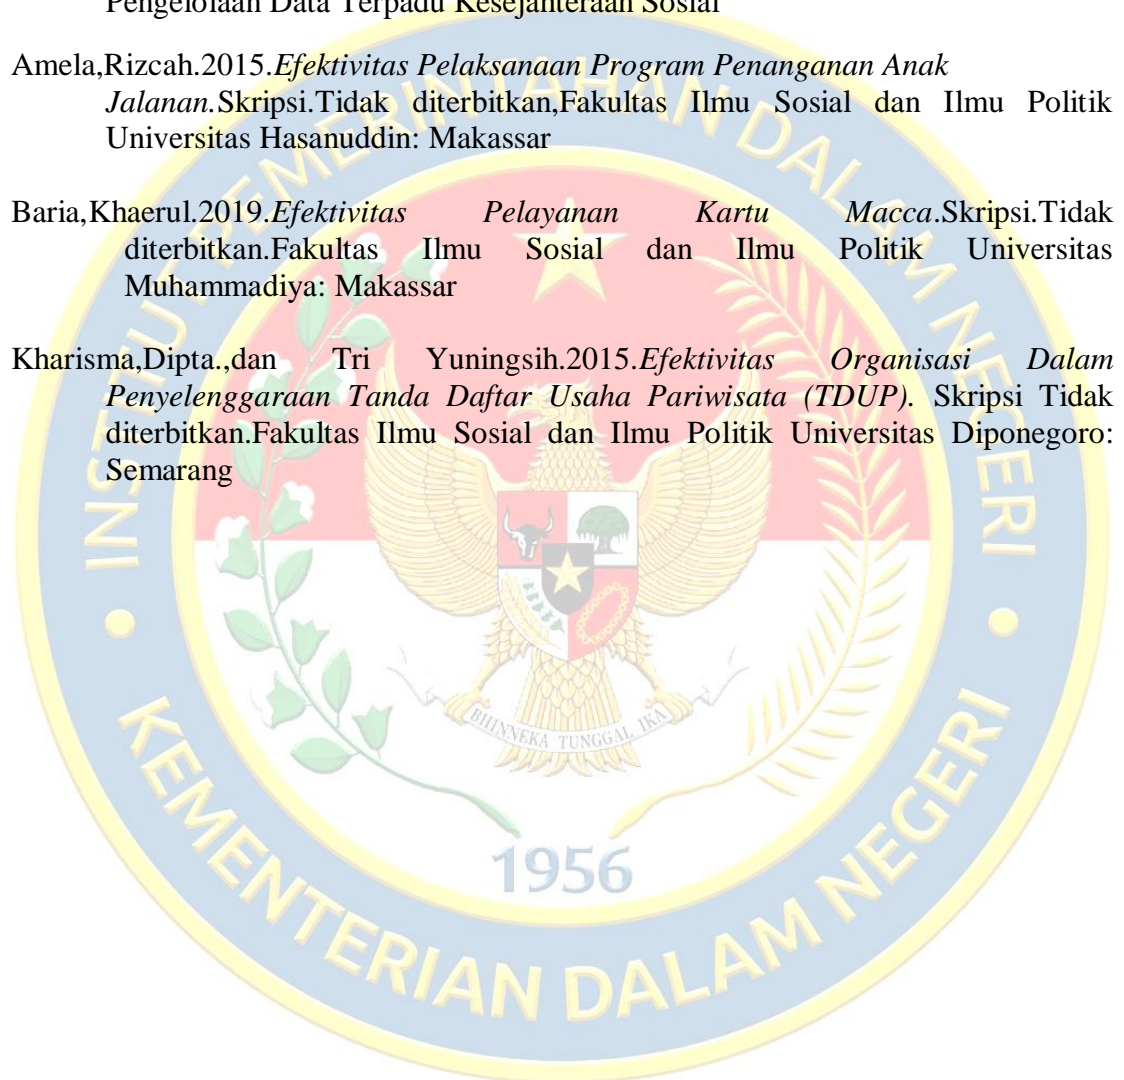 Pengelolaan Data Terpadu Kesejahteraan Sosial
Amela,Rizcah.2015.Efektivitas Pelaksanaan Program Penanganan Anak
Jalanan.Skripsi.Tidak diterbitkan,Fakultas Ilmu Sosial dan Ilmu Politik
Universitas Hasanuddin: Makassar
Baria,Khaerul.2019.Efektivitas Pelayanan Kartu Macca.Skripsi.Tidak
diterbitkan.Fakultas Ilmu Sosial dan Ilmu Politik Universitas
Muhammadiya: Makassar
Kharisma,Dipta.,dan Tri Yuningsih.2015.Efektivitas Organisasi Dalam
Penyelenggaraan Tanda Daftar Usaha Pariwisata (TDUP). Skripsi Tidak
diterbitkan.Fakultas Ilmu Sosial dan Ilmu Politik Universitas Diponegoro:
Semarang
INSTITUT PEMERINTAHAN DALAM NEGERI
BHINNEKA TUNGGAL IKA
1956
KEMENTERIAN DALAM NEGERI